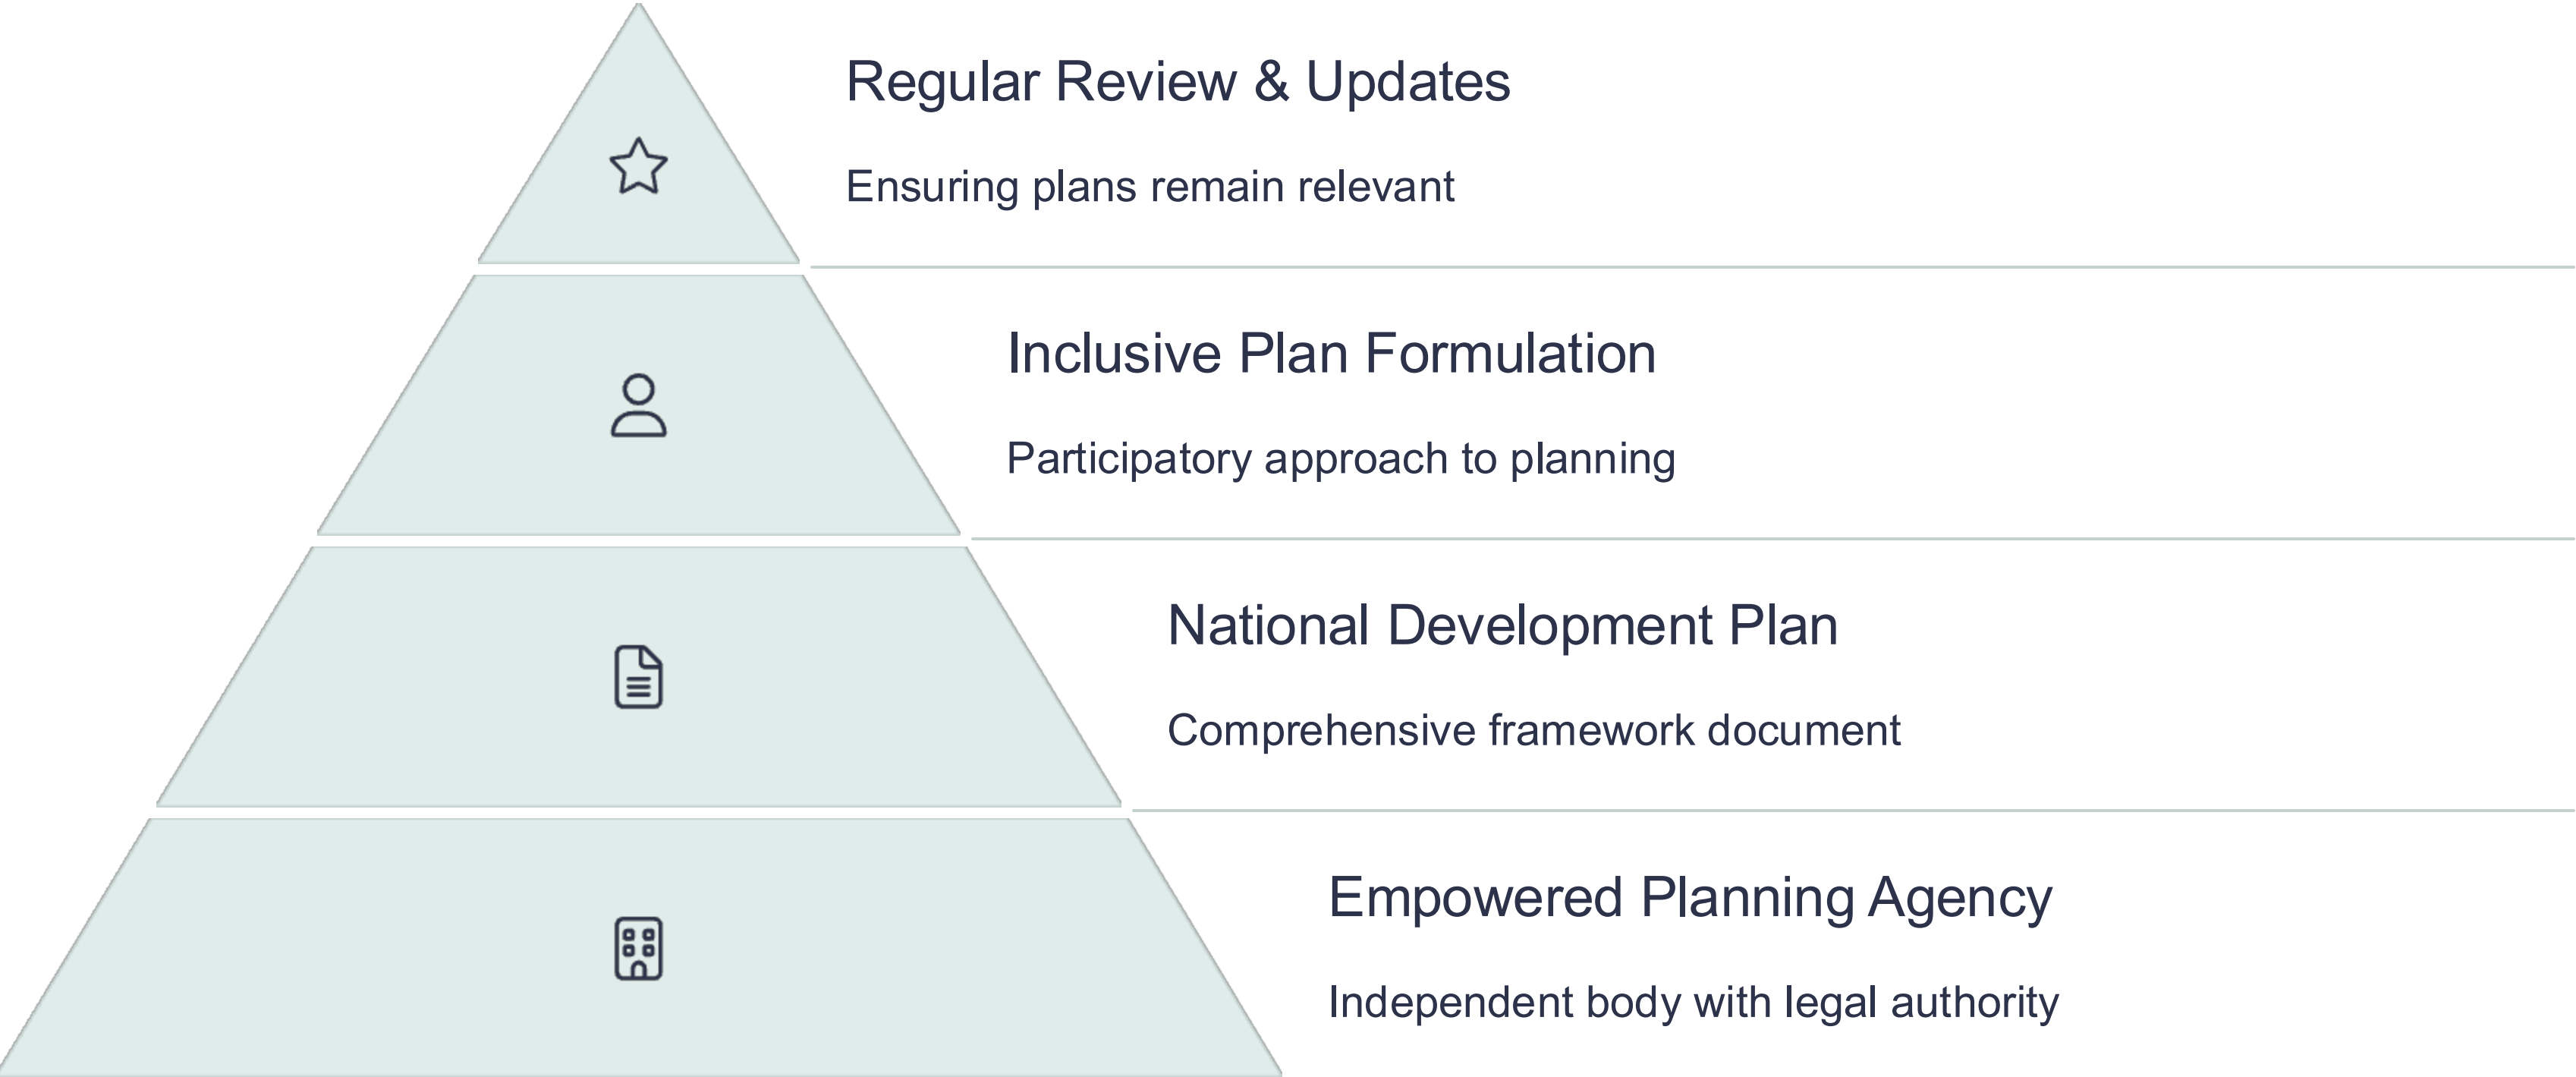 Regular Review & Updates
Ensuring plans remain relevant
Inclusive Plan Formulation
Participatory approach to planning
National Development Plan
Comprehensive framework document
Empowered Planning Agency
Independent body with legal authority